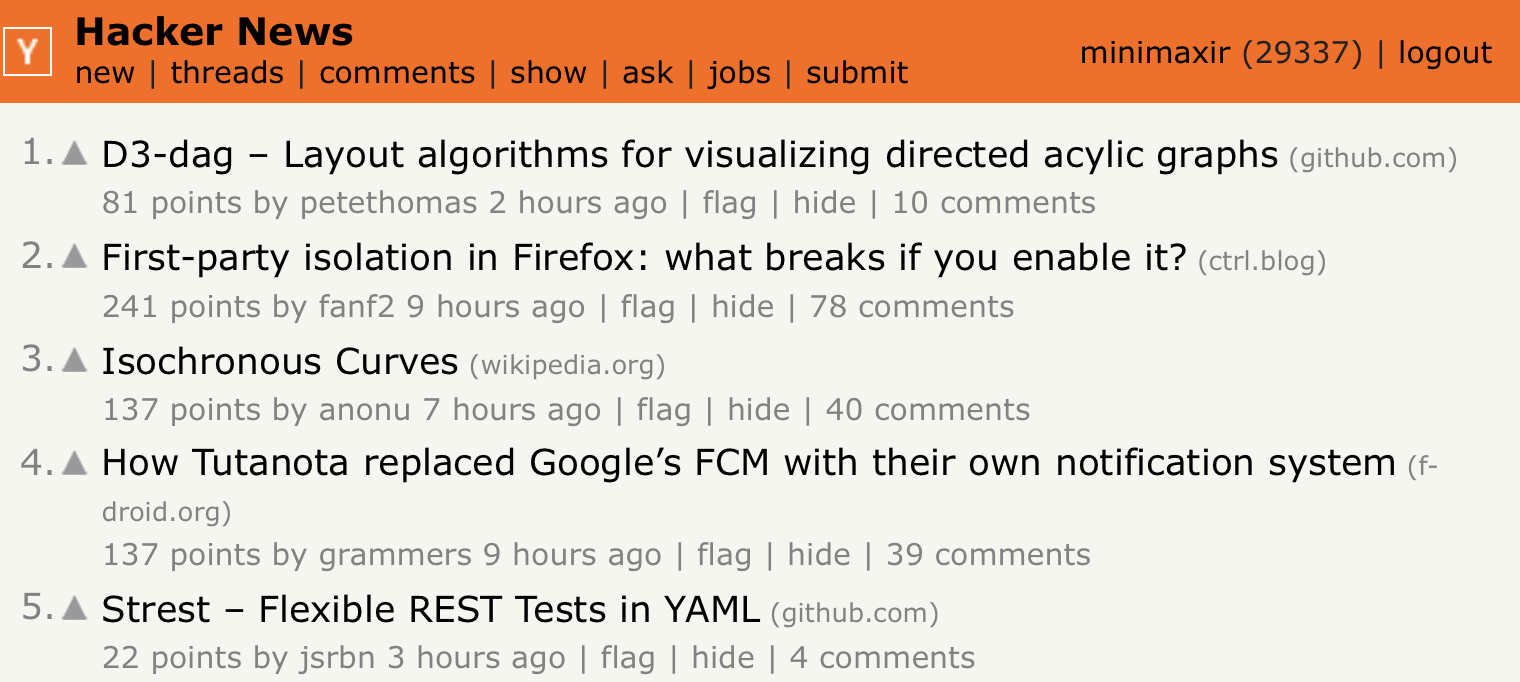 Y
Hacker News
new | threads | comments | show | ask | jobs | submit
minimaxir (29337) | logout
1. ▲ D3-dag – Layout algorithms for visualizing directed acylic graphs (github.com)
81 points by petethomas 2 hours ago | flag | hide | 10 comments
2. ▲ First-party isolation in Firefox: what breaks if you enable it? (ctrl.blog)
241 points by fanf2 9 hours ago | flag | hide | 78 comments
3. ▲ Isochronous Curves (wikipedia.org)
137 points by anonu 7 hours ago | flag | hide | 40 comments
4. ▲ How Tutanota replaced Google’s FCM with their own notification system (f-
droid.org)
137 points by grammers 9 hours ago | flag | hide | 39 comments
5. ▲ Strest – Flexible REST Tests in YAML (github.com)
22 points by jsrbn 3 hours ago | flag | hide | 4 comments